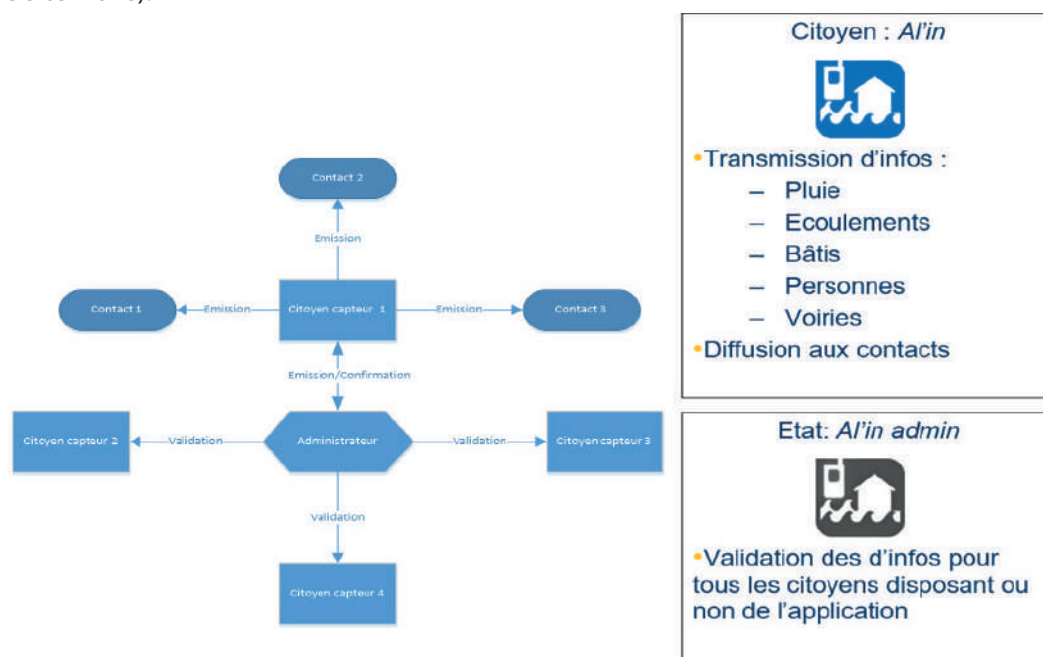 Contact 2
Emission
Contact 1
Emission
Citoyen capteur 1
Emission
Contact 3
Emission/Confirmation
Citoyen capteur 2
Validation
Administrateur
Validation
Citoyen capteur 3
Validation
Citoyen capteur 4
Citoyen : Al'in
•Transmission d'infos :
– Pluie
– Ecoulements
– Bâtis
– Personnes
– Voiries
•Diffusion aux contacts
Etat: Al'in admin
•Validation des d'infos pour
tous les citoyens disposant ou
non de l'application